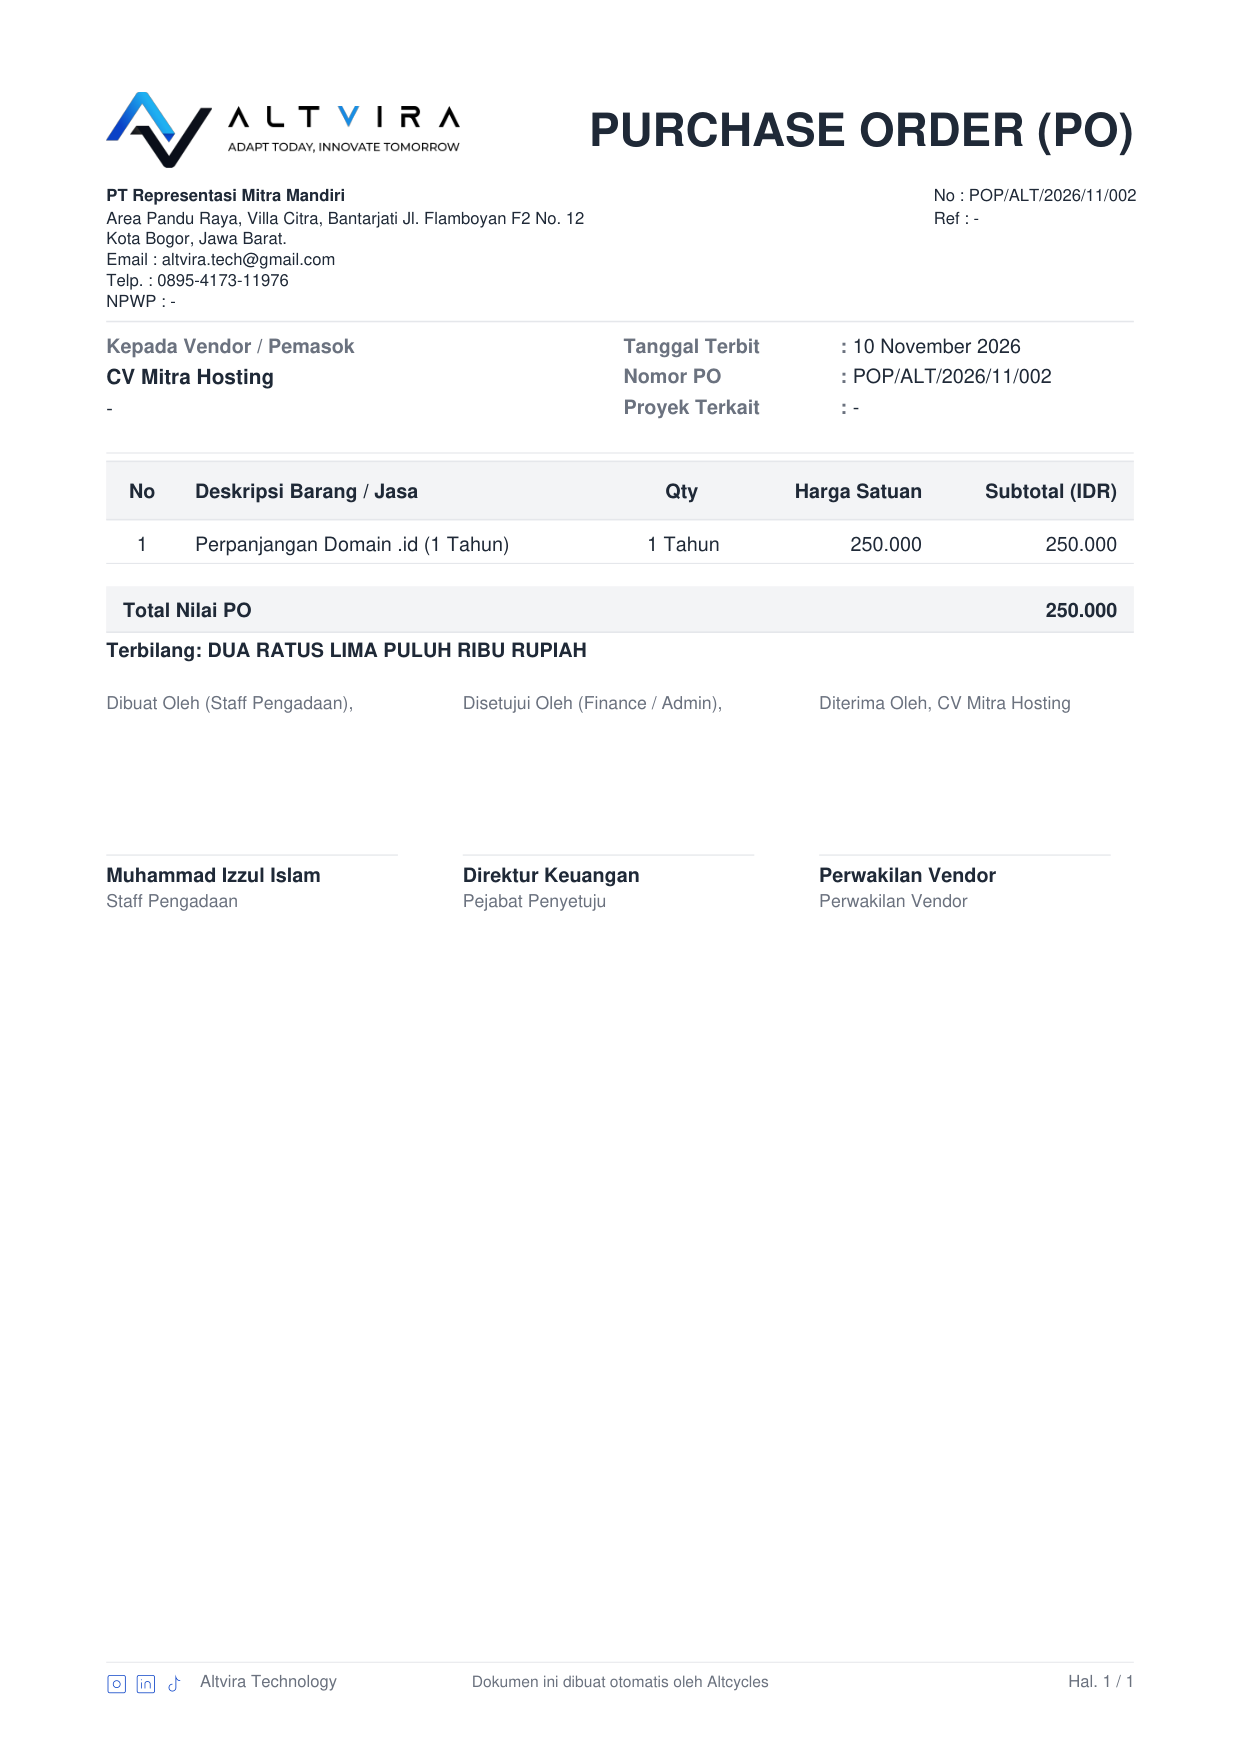 ALTVIRA
ADAPT TODAY, INNOVATE TOMORROW
PURCHASE ORDER (PO)
PT Representasi Mitra Mandiri
Area Pandu Raya, Villa Citra, Bantarjati Jl. Flamboyan F2 No. 12
Kota Bogor, Jawa Barat.
Email : altvira.tech@gmail.com
Telp. : 0895-4173-11976
NPWP : -
No : POP/ALT/2026/11/002
Ref : -
Kepada Vendor / Pemasok
CV Mitra Hosting
-
Tanggal Terbit : 10 November 2026
Nomor PO : POP/ALT/2026/11/002
Proyek Terkait : -
No Deskripsi Barang / Jasa Qty Harga Satuan Subtotal (IDR)
1 Perpanjangan Domain .id (1 Tahun) 1 Tahun 250.000 250.000
Total Nilai PO 250.000
Terbilang: DUA RATUS LIMA PULUH RIBU RUPIAH
Dibuat Oleh (Staff Pengadaan), Disetujui Oleh (Finance / Admin), Diterima Oleh, CV Mitra Hosting
Muhammad Izzul Islam Direktur Keuangan Perwakilan Vendor
Staff Pengadaan Pejabat Penyetuju Perwakilan Vendor
Altvira Technology Dokumen ini dibuat otomatis oleh Altcycles Hal. 1 / 1